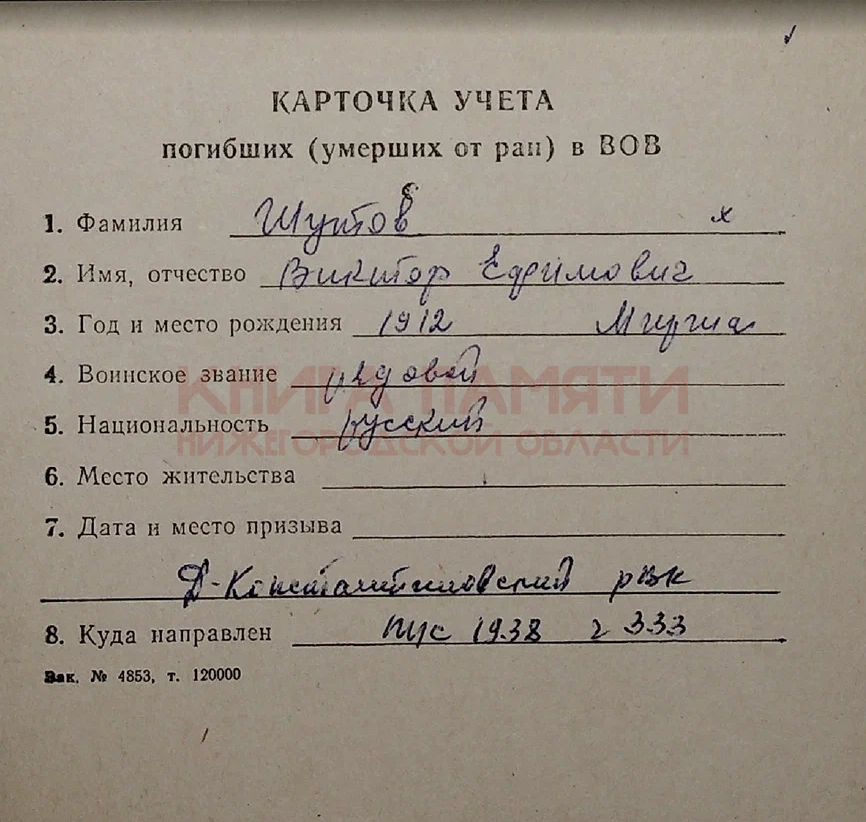 КАРТОЧКА УЧЕТА
погибших (умерших от ран) в ВОВ
1. Фамилия Шутов х
2. Имя, отчество Виктор Ефимович
3. Год и место рождения 1912
4. Воинское звание рядовой
КНИГА ПАМЯТИ
5. Национальность русский
НИЖЕГОРОДСКОЙ ОБЛАСТИ
6. Место жительства
7. Дата и место призыва
Д-Константиновский рвк
8. Куда направлен ппс 1938 г 333
Зак. № 4853, т. 120000